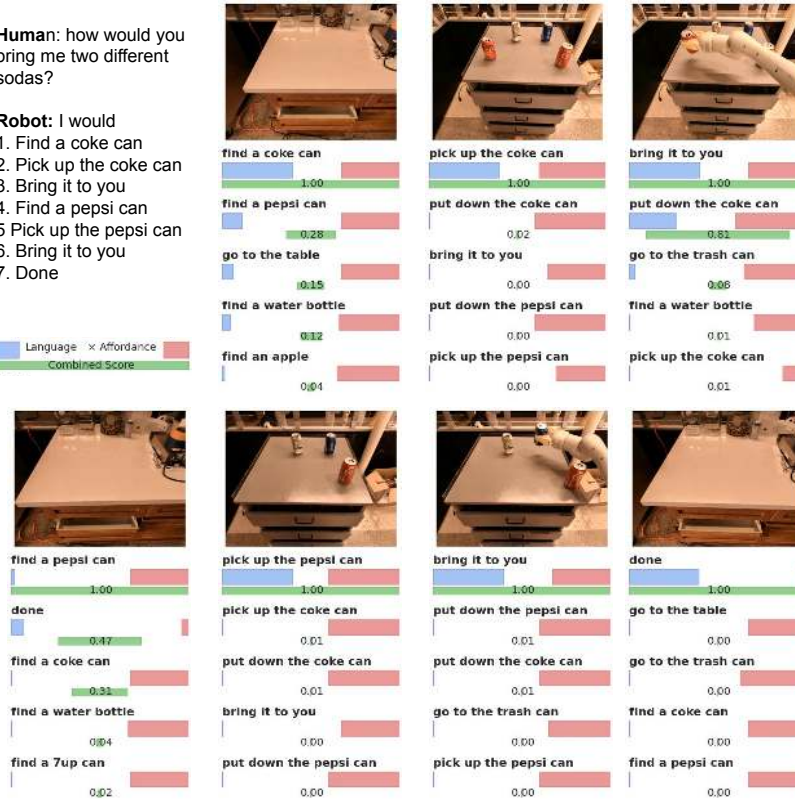 Human: how would you
bring me two different
sodas?
Robot: I would
1. Find a coke can
2. Pick up the coke can
3. Bring it to you
4. Find a pepsi can
5 Pick up the pepsi can
6. Bring it to you
7. Done
Language × Affordance
Combined Score
find a coke can
1.00
find a pepsi can
0.28
go to the table
0.15
find a water bottle
0.12
find an apple
0.04
pick up the coke can
1.00
put down the coke can
0.02
bring it to you
0.00
put down the pepsi can
0.00
pick up the pepsi can
0.00
bring it to you
1.00
put down the coke can
0.81
go to the trash can
0.08
find a water bottle
0.01
pick up the coke can
0.01
find a pepsi can
1.00
done
0.47
find a coke can
0.31
find a water bottle
0.04
find a 7up can
0.02
pick up the pepsi can
1.00
pick up the coke can
0.01
put down the coke can
0.01
bring it to you
0.00
put down the pepsi can
0.00
bring it to you
1.00
put down the pepsi can
0.01
put down the coke can
0.01
go to the trash can
0.00
pick up the pepsi can
0.00
done
1.00
go to the table
0.00
go to the trash can
0.00
find a coke can
0.00
find a pepsi can
0.00